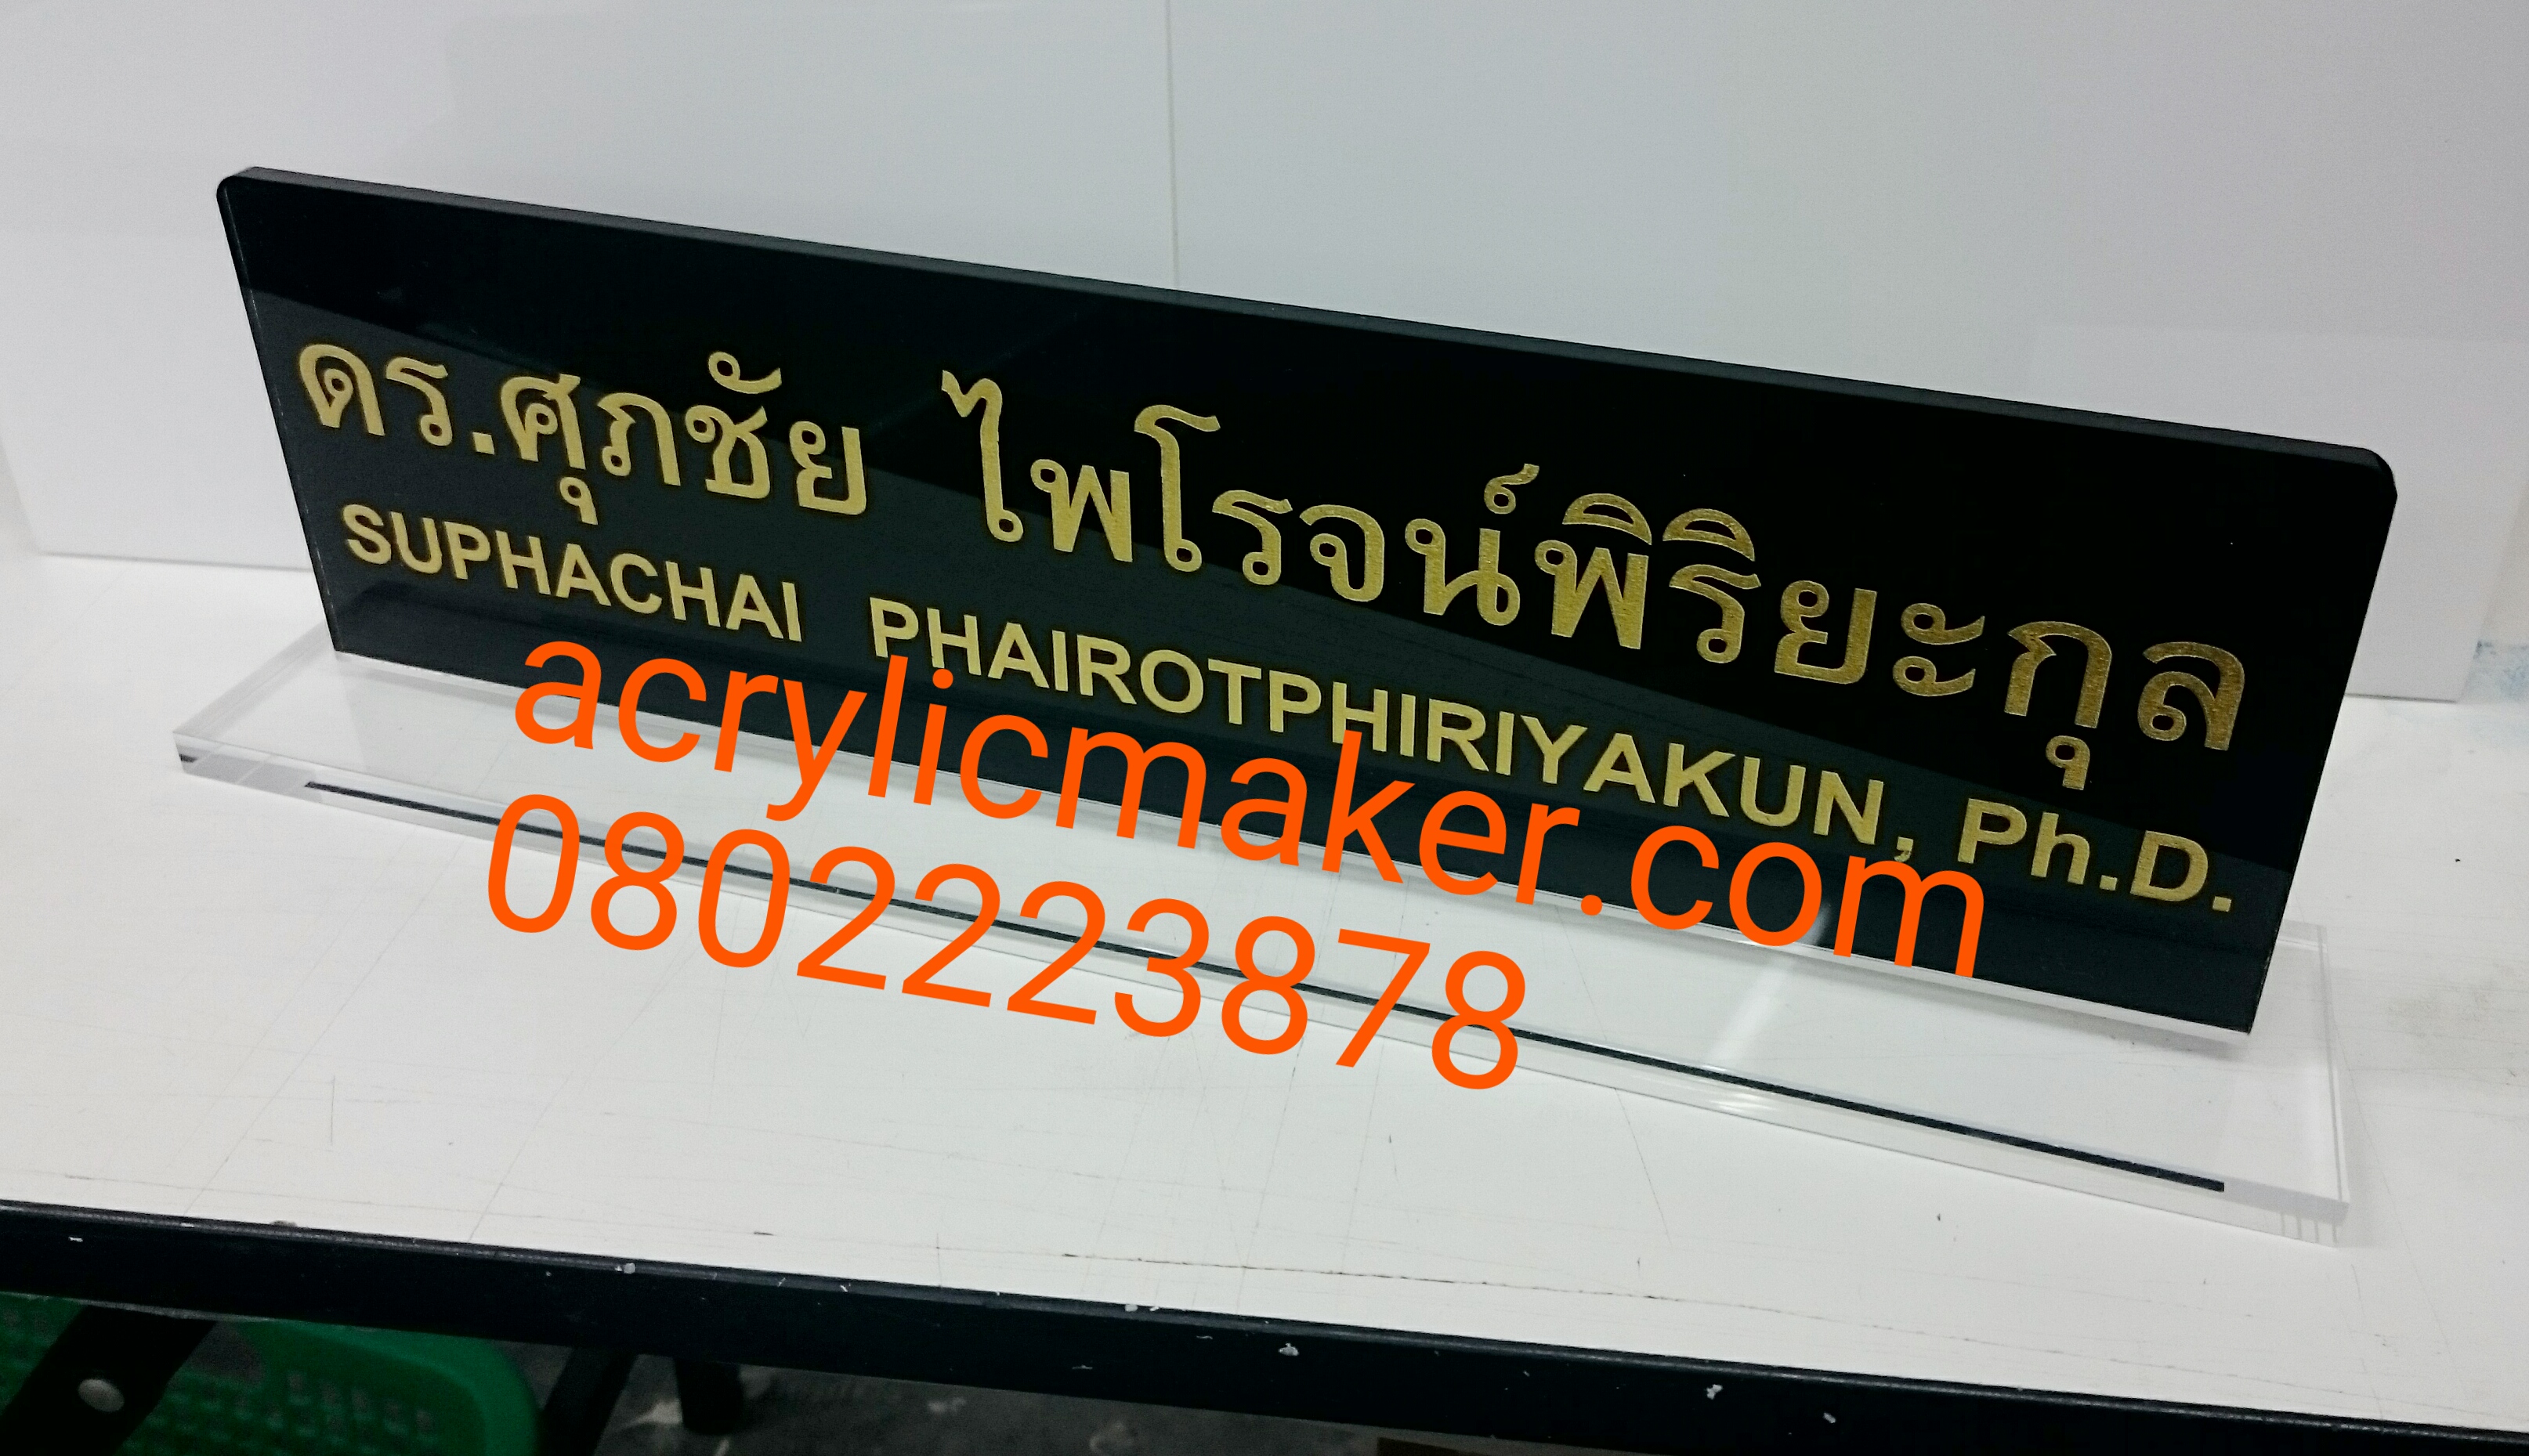 ดร.ศุภชัย ไพโรจน์พิริยะกุล
SUPHACHAI PHAIROTPHIRIYAKUN, Ph.D.
acrylicmaker.com
0802223878